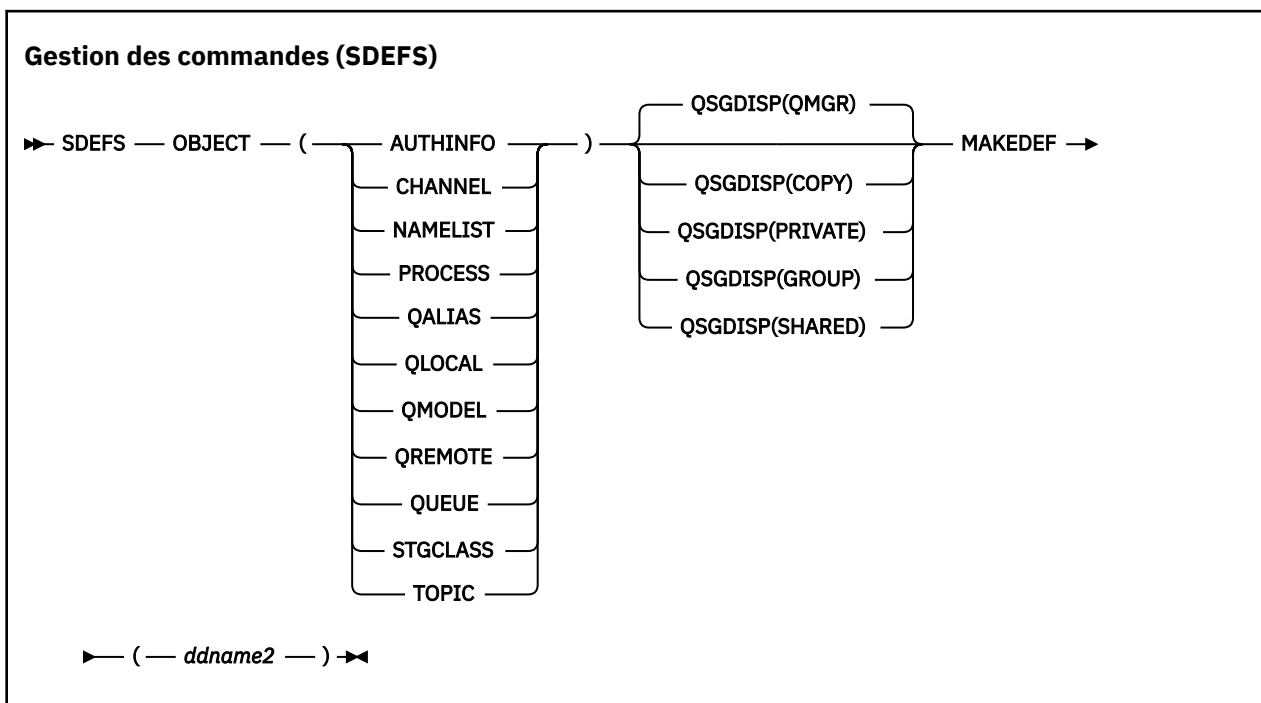 Gestion des commandes (SDEFS)
QSGDISP(QMGR)
SDEFS OBJECT ( AUTHINFO ) MAKEDEF
CHANNEL QSGDISP(COPY)
NAMELIST QSGDISP(PRIVATE)
PROCESS QSGDISP(GROUP)
QALIAS QSGDISP(SHARED)
QLOCAL
QMODEL
QREMOTE
QUEUE
STGCLASS
TOPIC
( ddname2 )